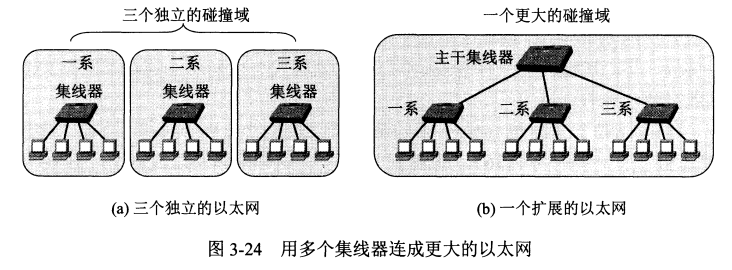 三个独立的碰撞域
一个更大的碰撞域
一系
集线器
二系
集线器
三系
集线器
主干集线器
一系
二系
三系
(a) 三个独立的以太网
(b) 一个扩展的以太网
图 3-24 用多个集线器连成更大的以太网